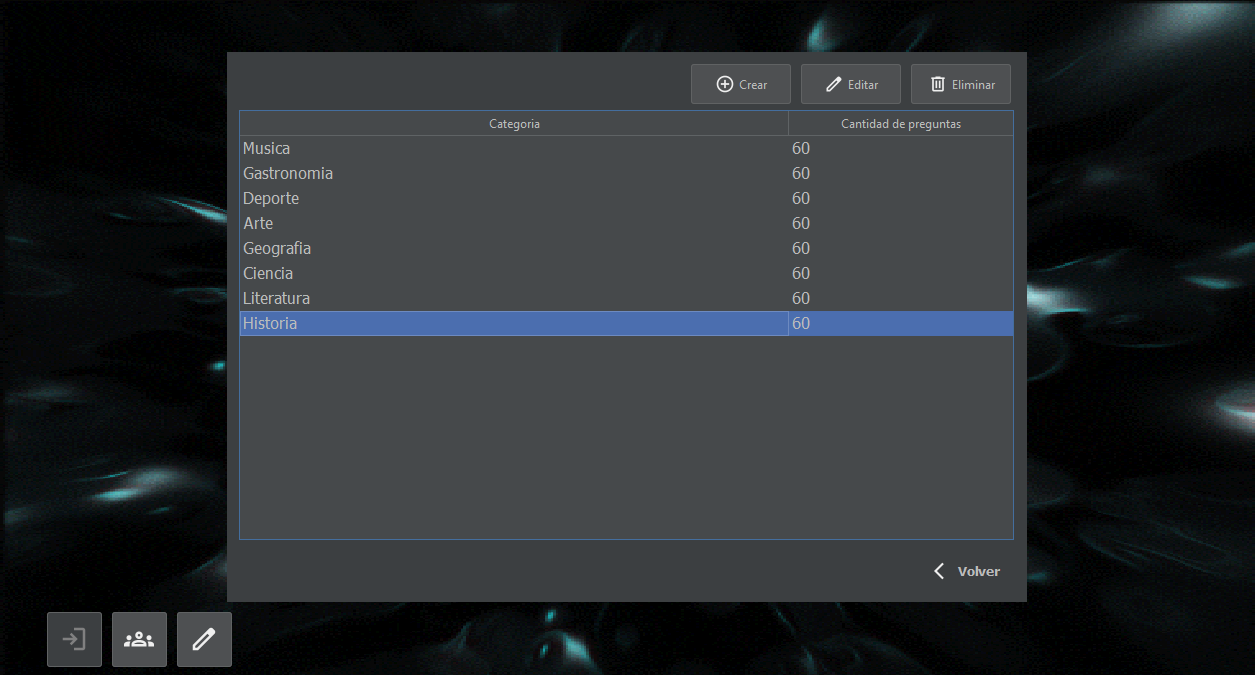 Crear Editar Eliminar
Categoria Cantidad de preguntas
Musica 60
Gastronomia 60
Deporte 60
Arte 60
Geografia 60
Ciencia 60
Literatura 60
Historia 60
Volver